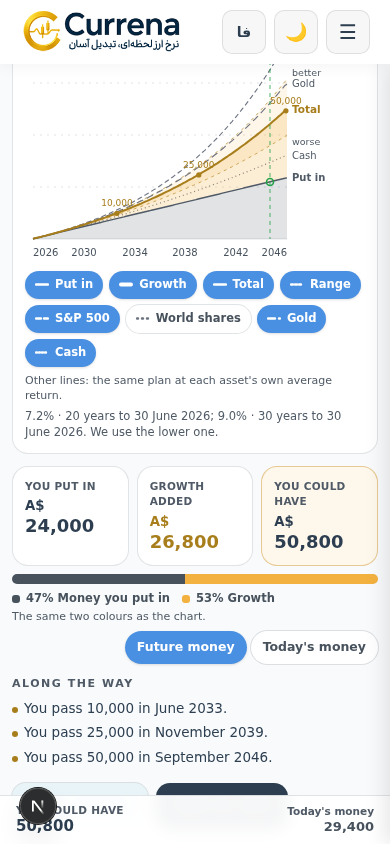 Currena
نرخ ارز لحظه‌ای، تبدیل آسان
فا
better
Gold
50,000
Total
worse
25,000
Cash
Put in
10,000
2026 2030 2034 2038 2042 2046
Put in Growth Total Range
S&P 500 World shares Gold
Cash
Other lines: the same plan at each asset's own average
return.
7.2% · 20 years to 30 June 2026; 9.0% · 30 years to 30
June 2026. We use the lower one.
YOU PUT IN
A$
24,000
GROWTH
ADDED
A$
26,800
YOU COULD
HAVE
A$
50,800
47% Money you put in 53% Growth
The same two colours as the chart.
Future money Today's money
ALONG THE WAY
You pass 10,000 in June 2033.
You pass 25,000 in November 2039.
You pass 50,000 in September 2046.
N
COULD HAVE
50,800
Today's money
29,400